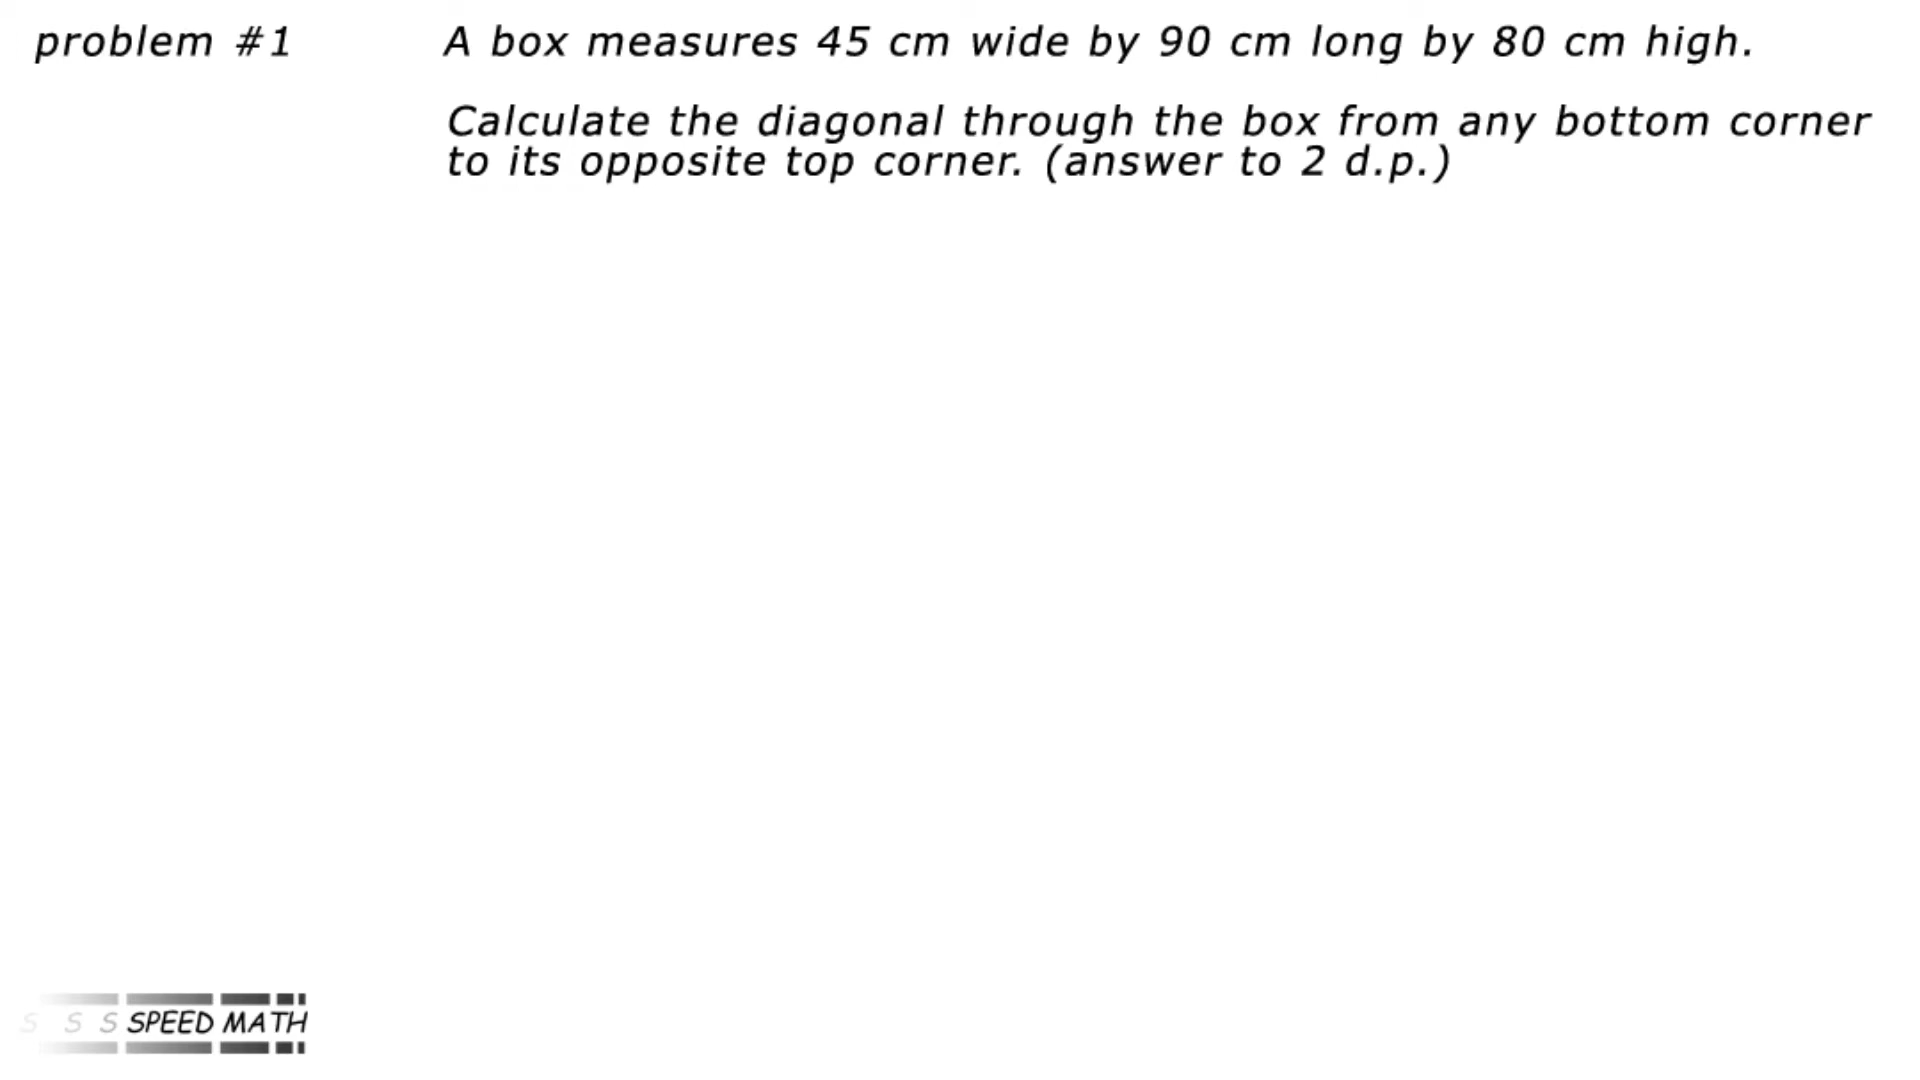 problem #1
A box measures 45 cm wide by 90 cm long by 80 cm high.
Calculate the diagonal through the box from any bottom corner
to its opposite top corner. (answer to 2 d.p.)
S S S SPEED MATH